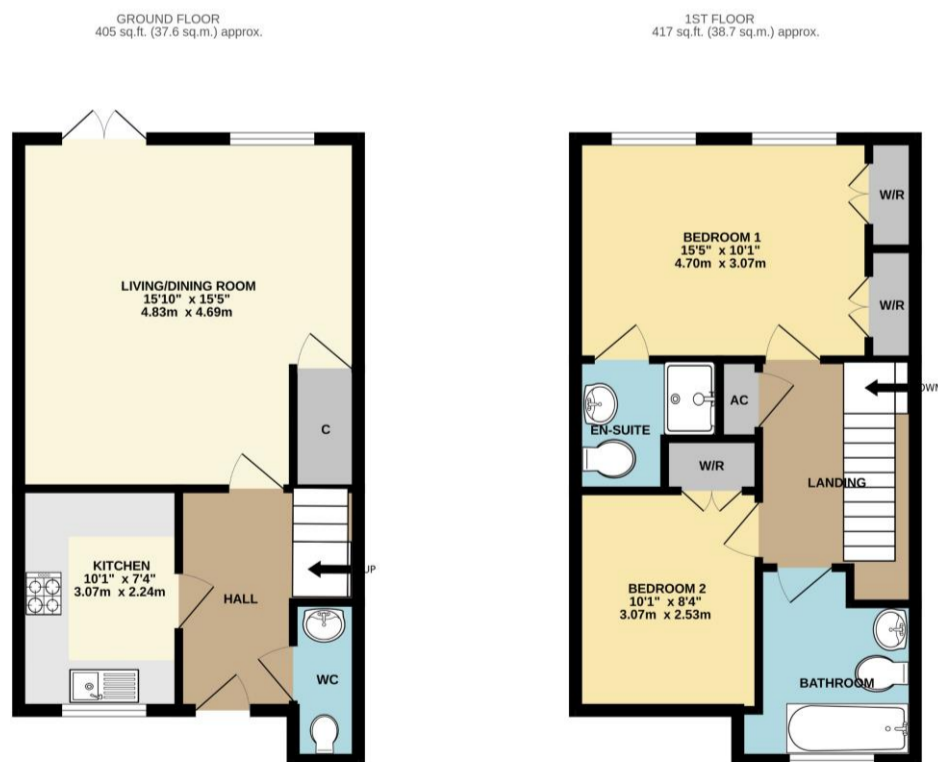 GROUND FLOOR
405 sq.ft. (37.6 sq.m.) approx.
1ST FLOOR
417 sq.ft. (38.7 sq.m.) approx.
LIVING/DINING ROOM
15'10" x 15'5"
4.83m x 4.69m
C
KITCHEN
10'1" x 7'4"
3.07m x 2.24m
HALL
UP
WC
BEDROOM 1
15'5" x 10'1"
4.70m x 3.07m
W/R
W/R
EN-SUITE
AC
W/R
LANDING
BEDROOM 2
10'1" x 8'4"
3.07m x 2.53m
BATHROOM